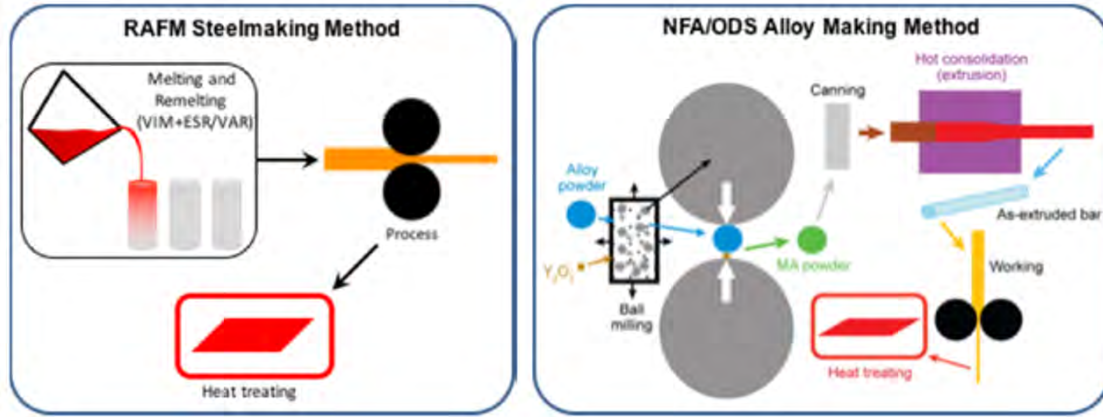 RAFM Steelmaking Method
Melting and
Remelting
(VIM+ESR/VAR)
Process
Heat treating
NFA/ODS Alloy Making Method
Hot consolidation
(extrusion)
Canning
Alloy
powder
As-extruded bar
MA powder
Y₂O₃
Ball
milling
Working
Heat treating